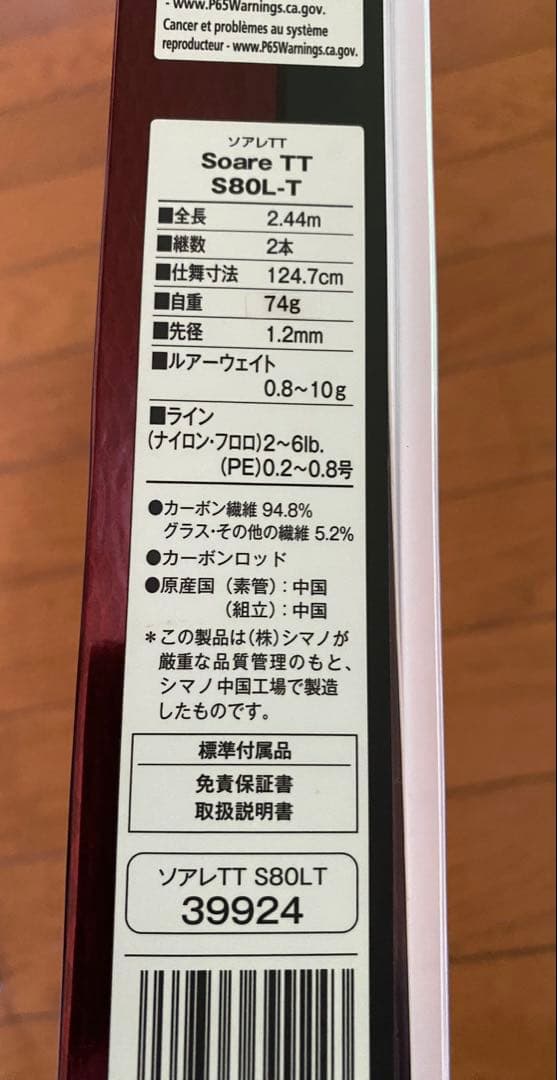 - www.P65Warnings.ca.gov.
Cancer et problèmes au système
reproducteur - www.P65Warnings.ca.gov.
ソアレTT
Soare TT
S80L-T
■全長 2.44m
■継数 2本
■仕舞寸法 124.7cm
■自重 74g
■先径 1.2mm
■ルアーウェイト
0.8〜10g
■ライン
(ナイロン・フロロ)2〜6lb.
(PE)0.2〜0.8号
●カーボン繊維 94.8%
グラス・その他の繊維 5.2%
●カーボンロッド
●原産国（素管）：中国
（組立）：中国
＊この製品は(株)シマノが
厳重な品質管理のもと、
シマノ中国工場で製造
したものです。
標準付属品
免責保証書
取扱説明書
ソアレTT S80LT
39924